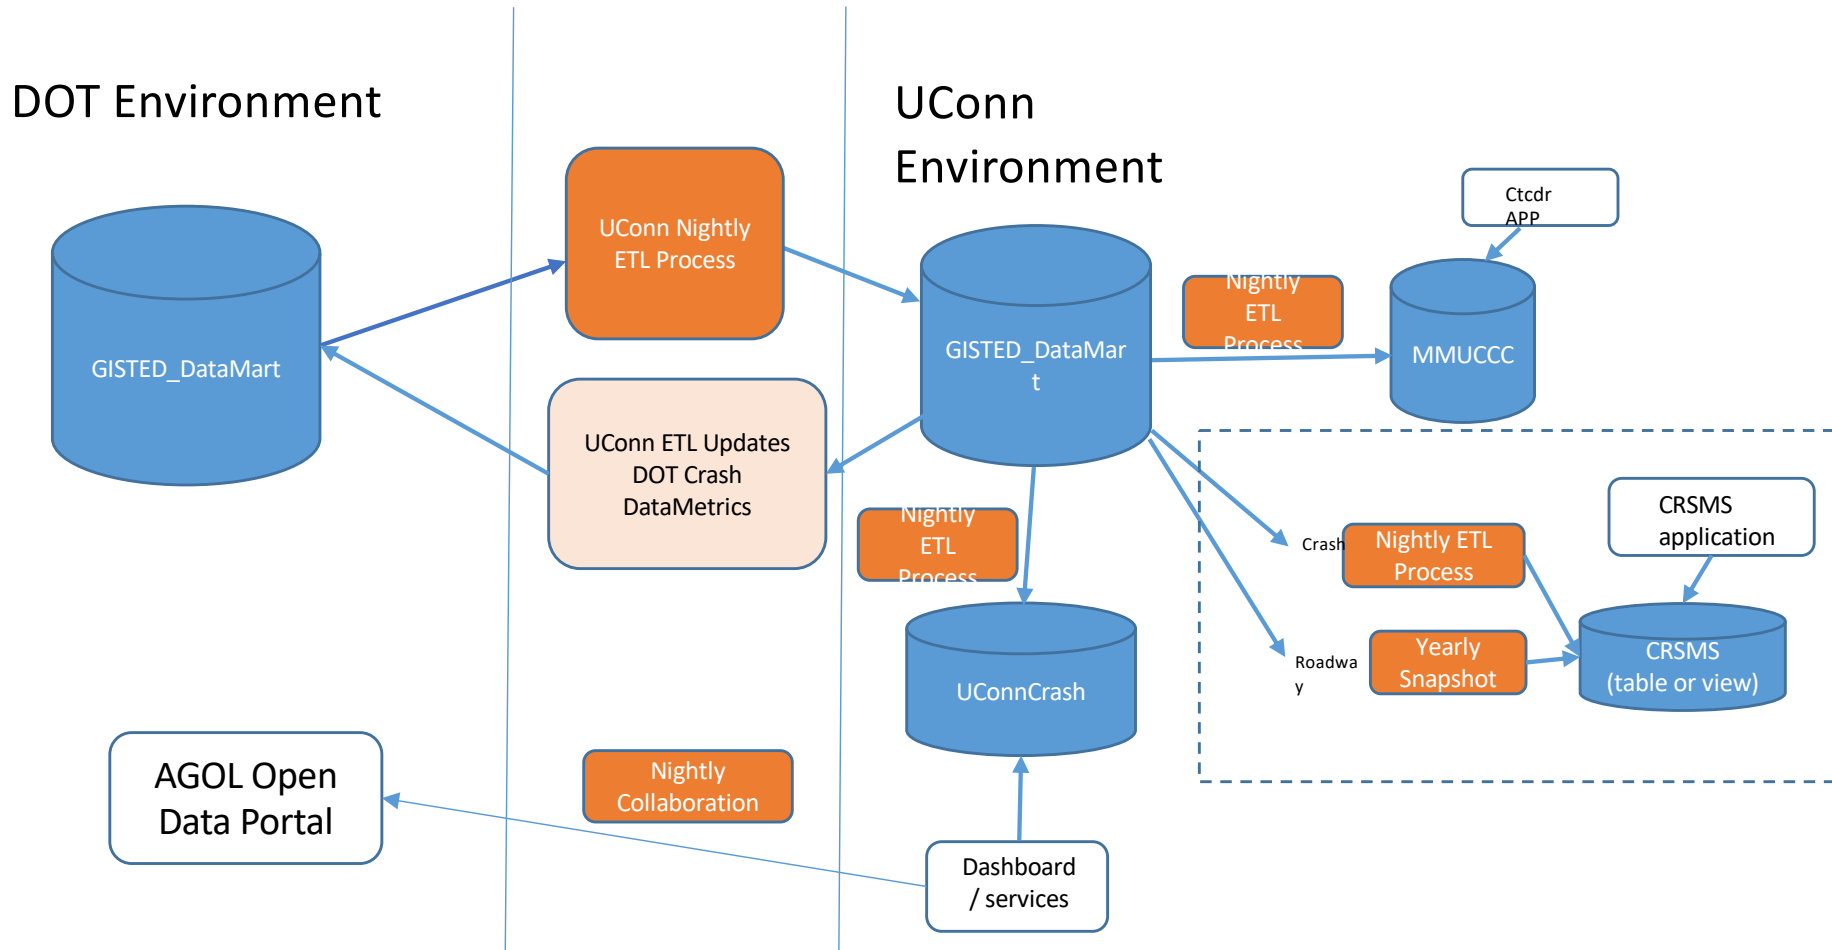 DOT Environment
UConn
Environment
UConn Nightly
ETL Process
Ctcdr
APP
GISTED_DataMart
GISTED_DataMar
t
Nightly
ETL
Process
MMUCCC
UConn ETL Updates
DOT Crash
DataMetrics
Nightly
ETL
Process
Crash
Nightly ETL
Process
CRSMS
application
Roadwa
y
Yearly
Snapshot
CRSMS
(table or view)
UConnCrash
AGOL Open
Data Portal
Nightly
Collaboration
Dashboard
/ services